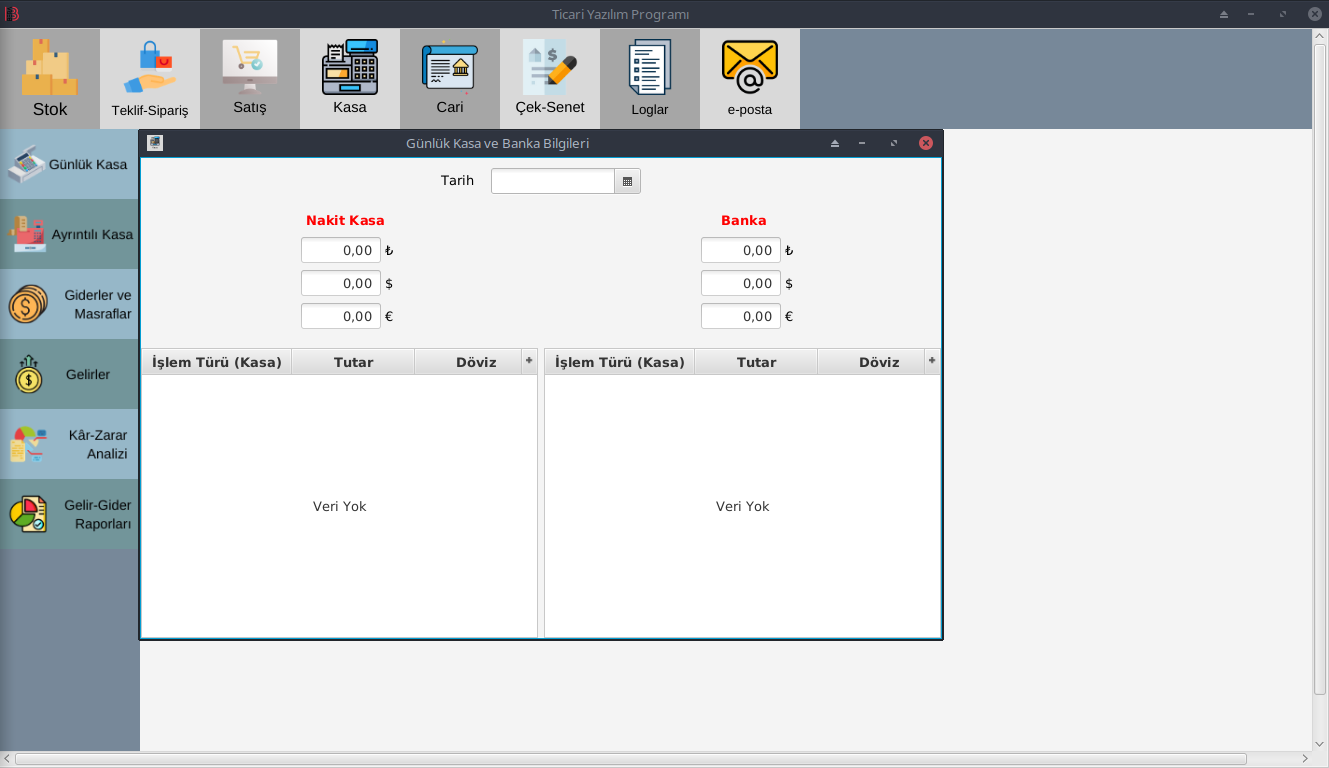 Ticari Yazılım Programı
Stok
Teklif-Sipariş
Satış
Kasa
Cari
Çek-Senet
Loglar
e-posta
Günlük Kasa
Ayrıntılı Kasa
Giderler ve
Masraflar
Gelirler
Kâr-Zarar
Analizi
Gelir-Gider
Raporları
Günlük Kasa ve Banka Bilgileri
Tarih
Nakit Kasa
0,00 ₺
0,00 $
0,00 €
Banka
0,00 ₺
0,00 $
0,00 €
İşlem Türü (Kasa) Tutar Döviz +
Veri Yok
İşlem Türü (Kasa) Tutar Döviz +
Veri Yok